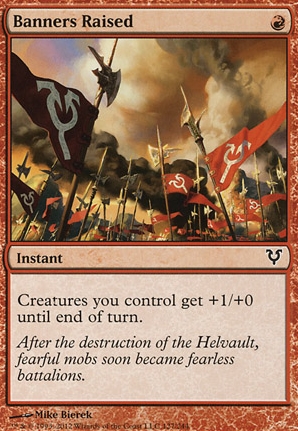 Banners Raised
Instant
Creatures you control get +1/+0
until end of turn.
After the destruction of the Helvault,
fearful mobs soon became fearless
battalions.
Mike Bierek